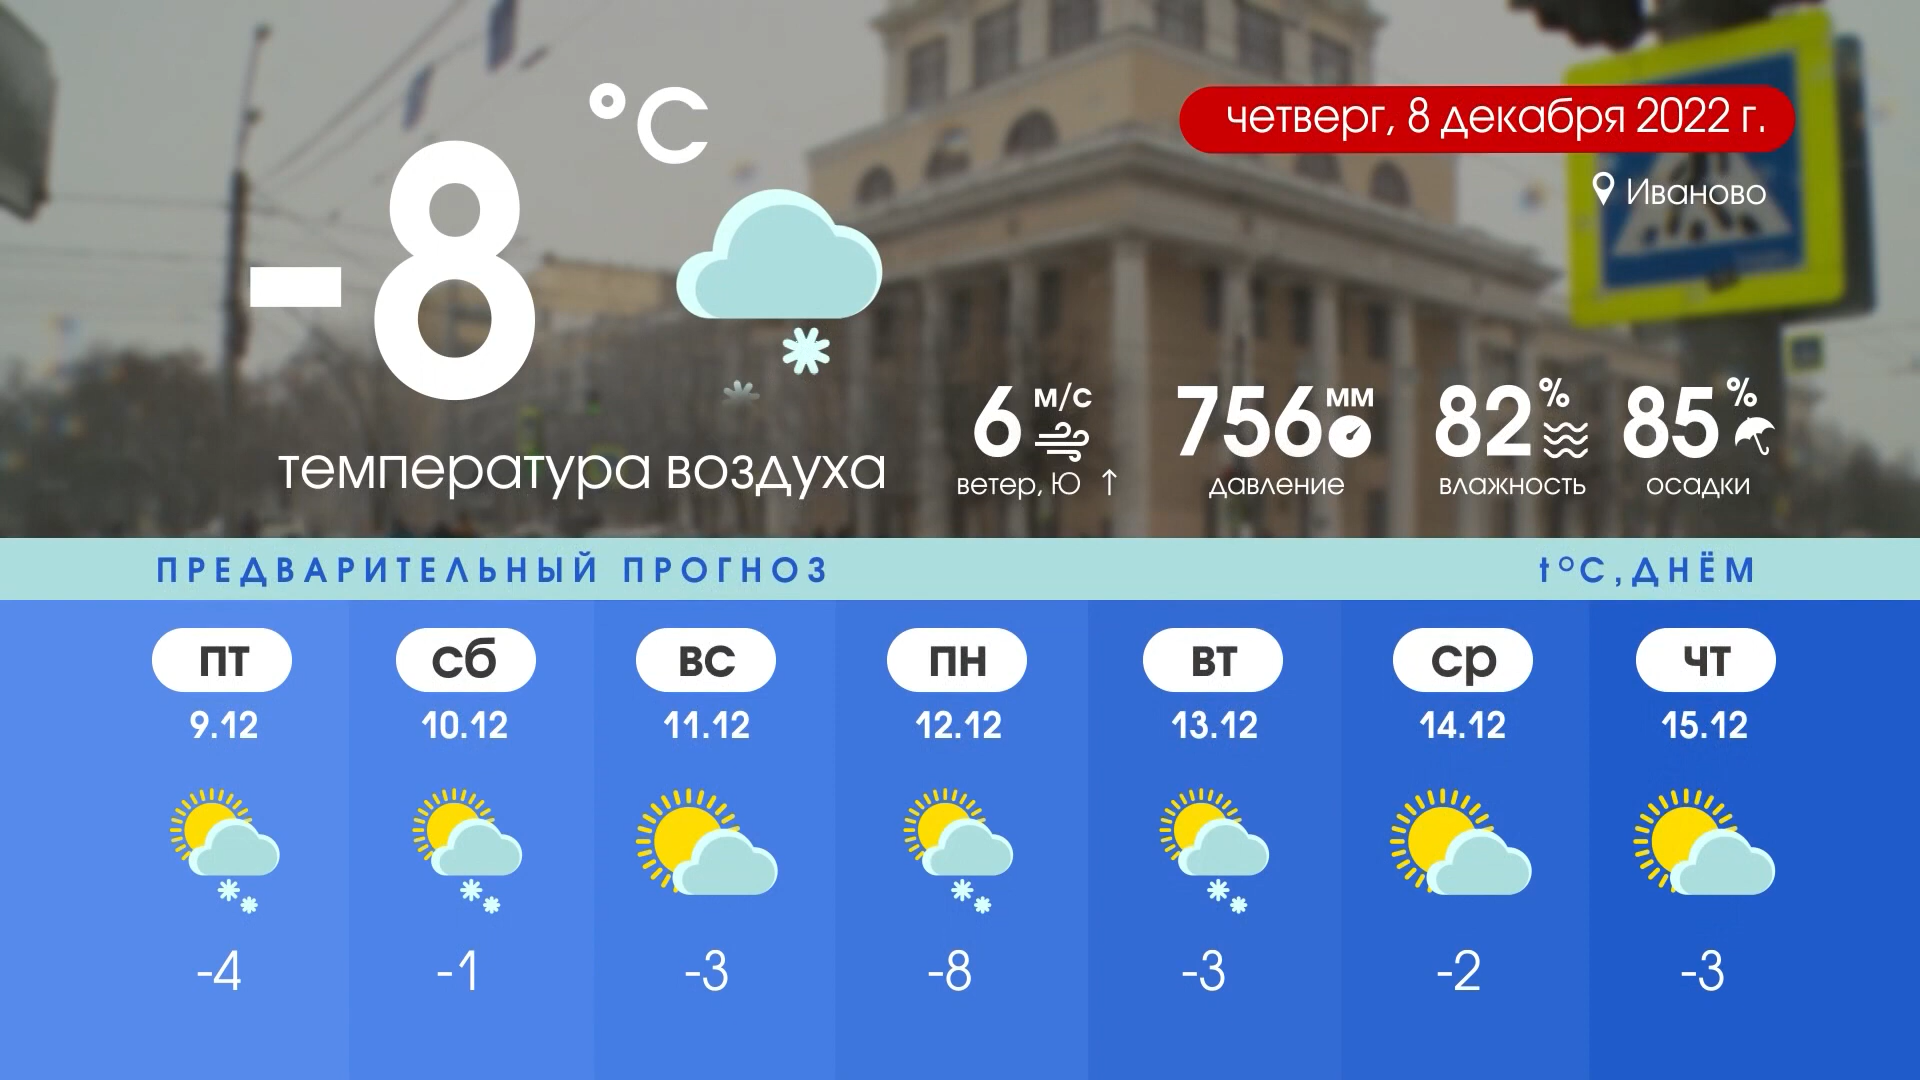 °C
четверг, 8 декабря 2022 г.
Иваново
-8
6 м/с
756 мм
82 %
85 %
температура воздуха
ветер, Ю ↑
давление
влажность
осадки
ПРЕДВАРИТЕЛЬНЫЙ ПРОГНОЗ
t°C, ДНЁМ
пт
сб
вс
пн
вт
ср
чт
9.12
10.12
11.12
12.12
13.12
14.12
15.12
-4
-1
-3
-8
-3
-2
-3